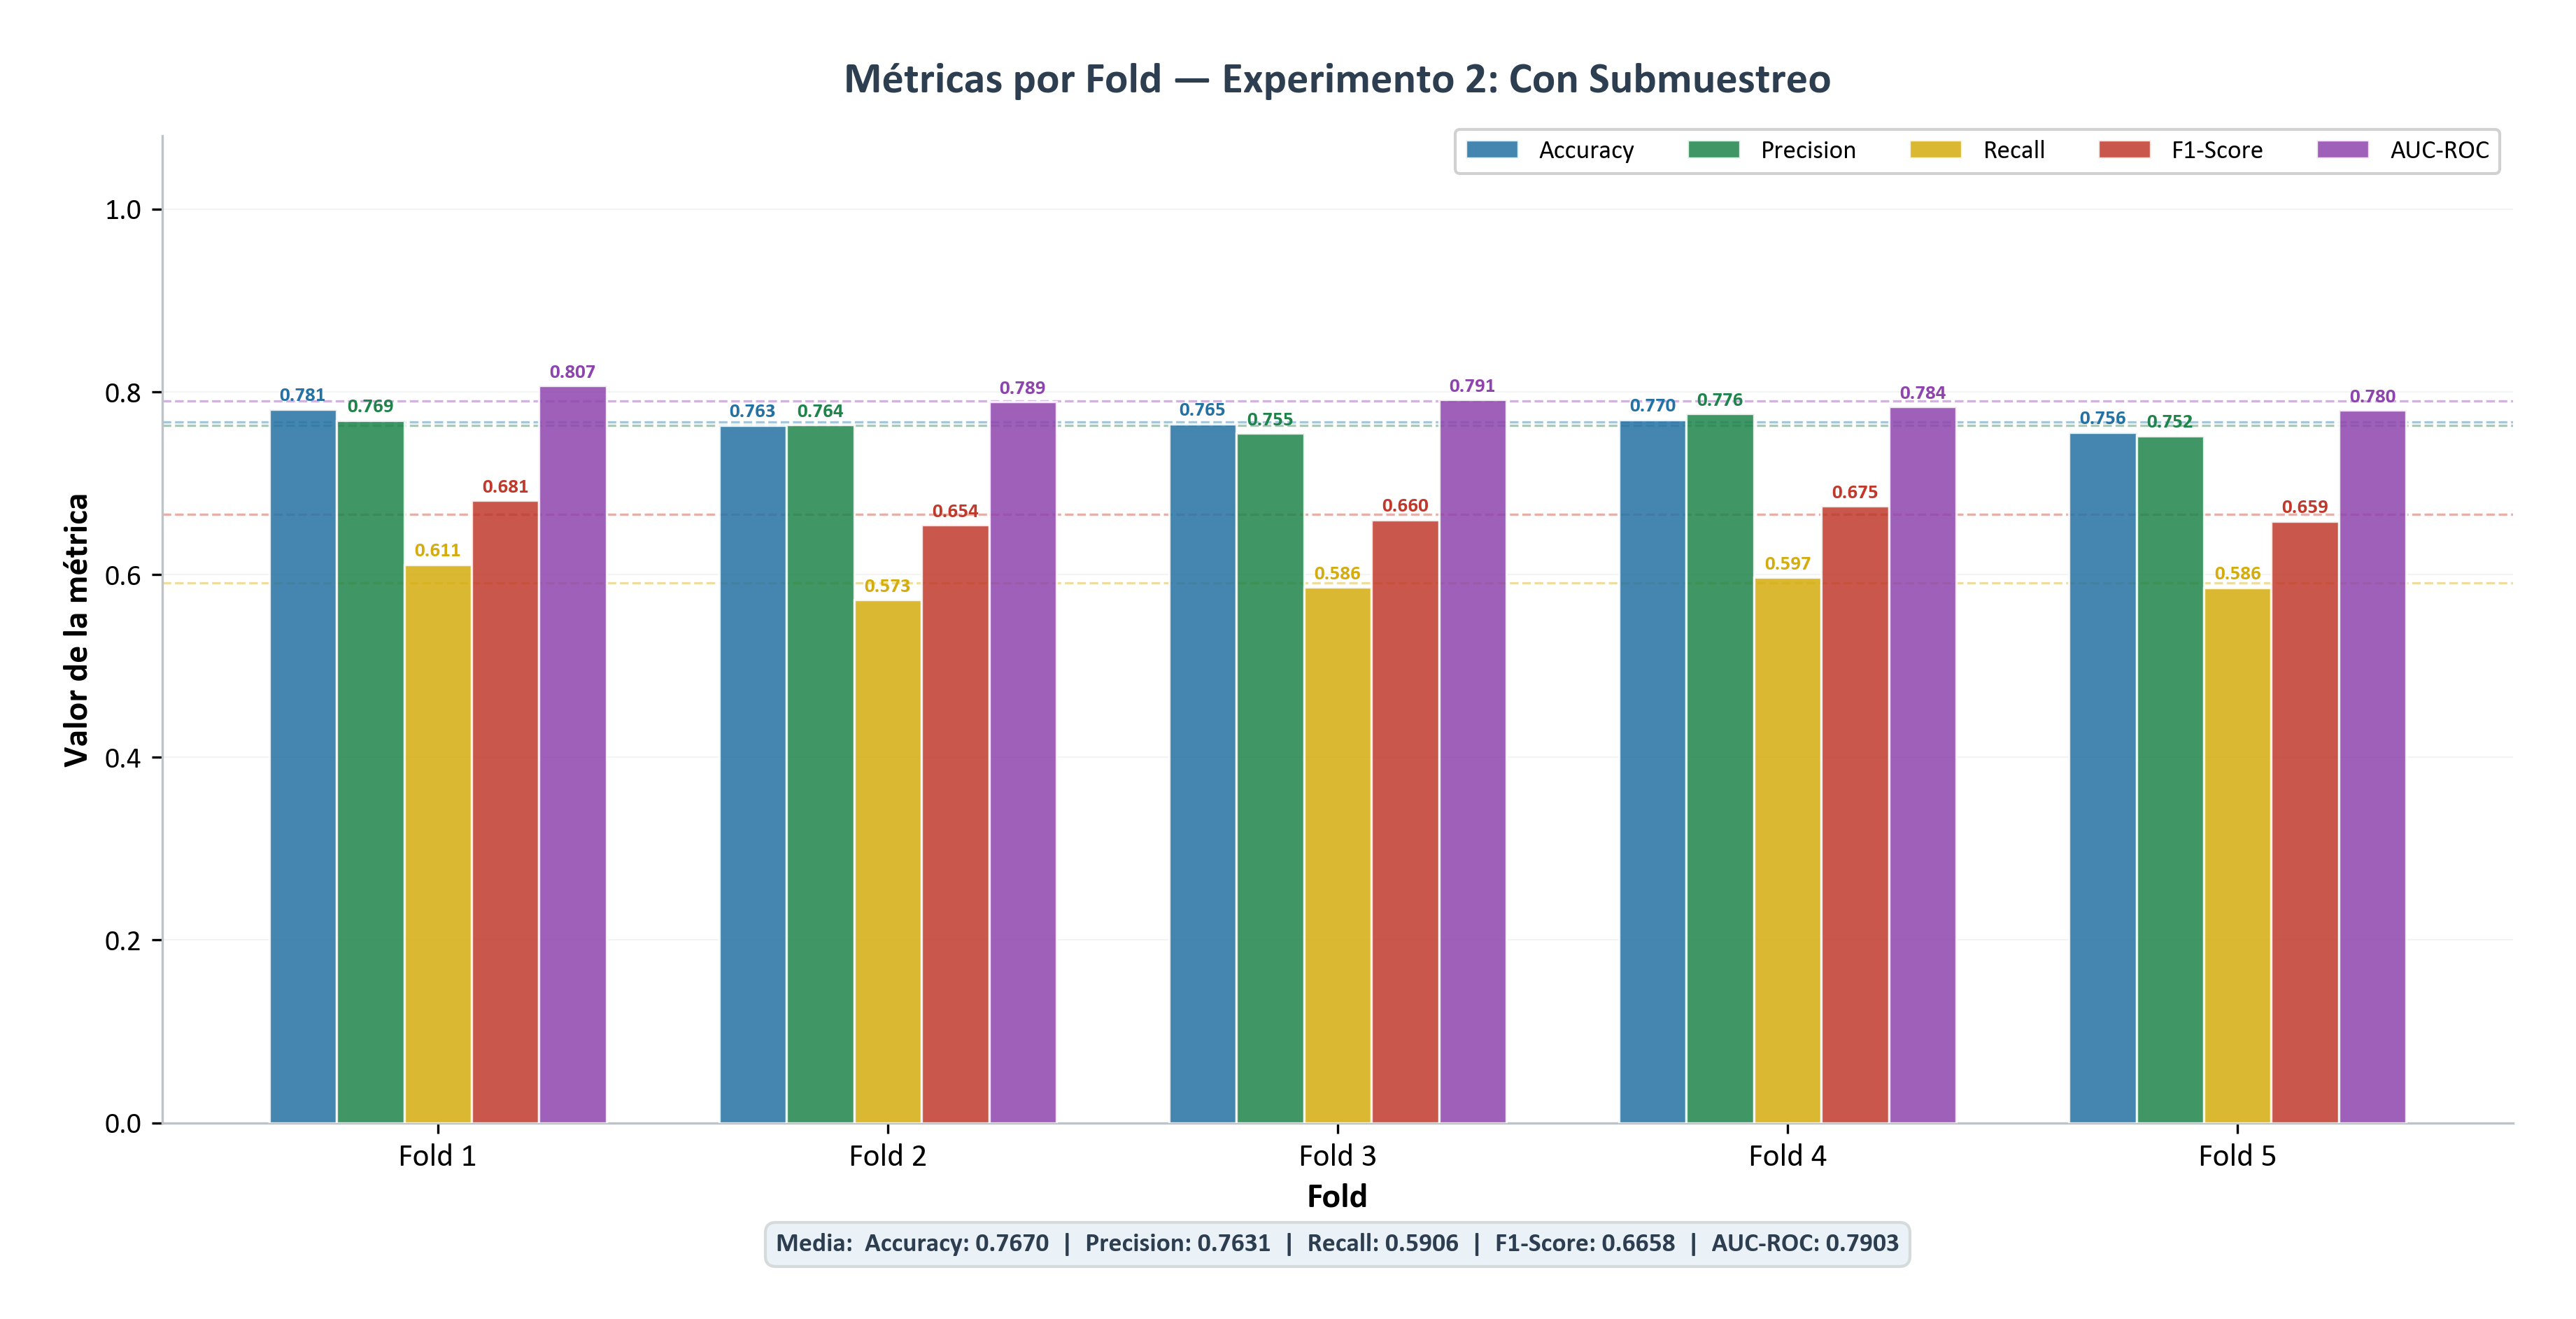 Métricas por Fold — Experimento 2: Con Submuestreo
Accuracy Precision Recall F1-Score AUC-ROC
Valor de la métrica
1.0
0.8
0.6
0.4
0.2
0.0
0.781 0.769 0.611 0.681 0.807
0.763 0.764 0.573 0.654 0.789
0.765 0.755 0.586 0.660 0.791
0.770 0.776 0.597 0.675 0.784
0.756 0.752 0.586 0.659 0.780
Fold 1 Fold 2 Fold 3 Fold 4 Fold 5
Fold
Media: Accuracy: 0.7670 | Precision: 0.7631 | Recall: 0.5906 | F1-Score: 0.6658 | AUC-ROC: 0.7903